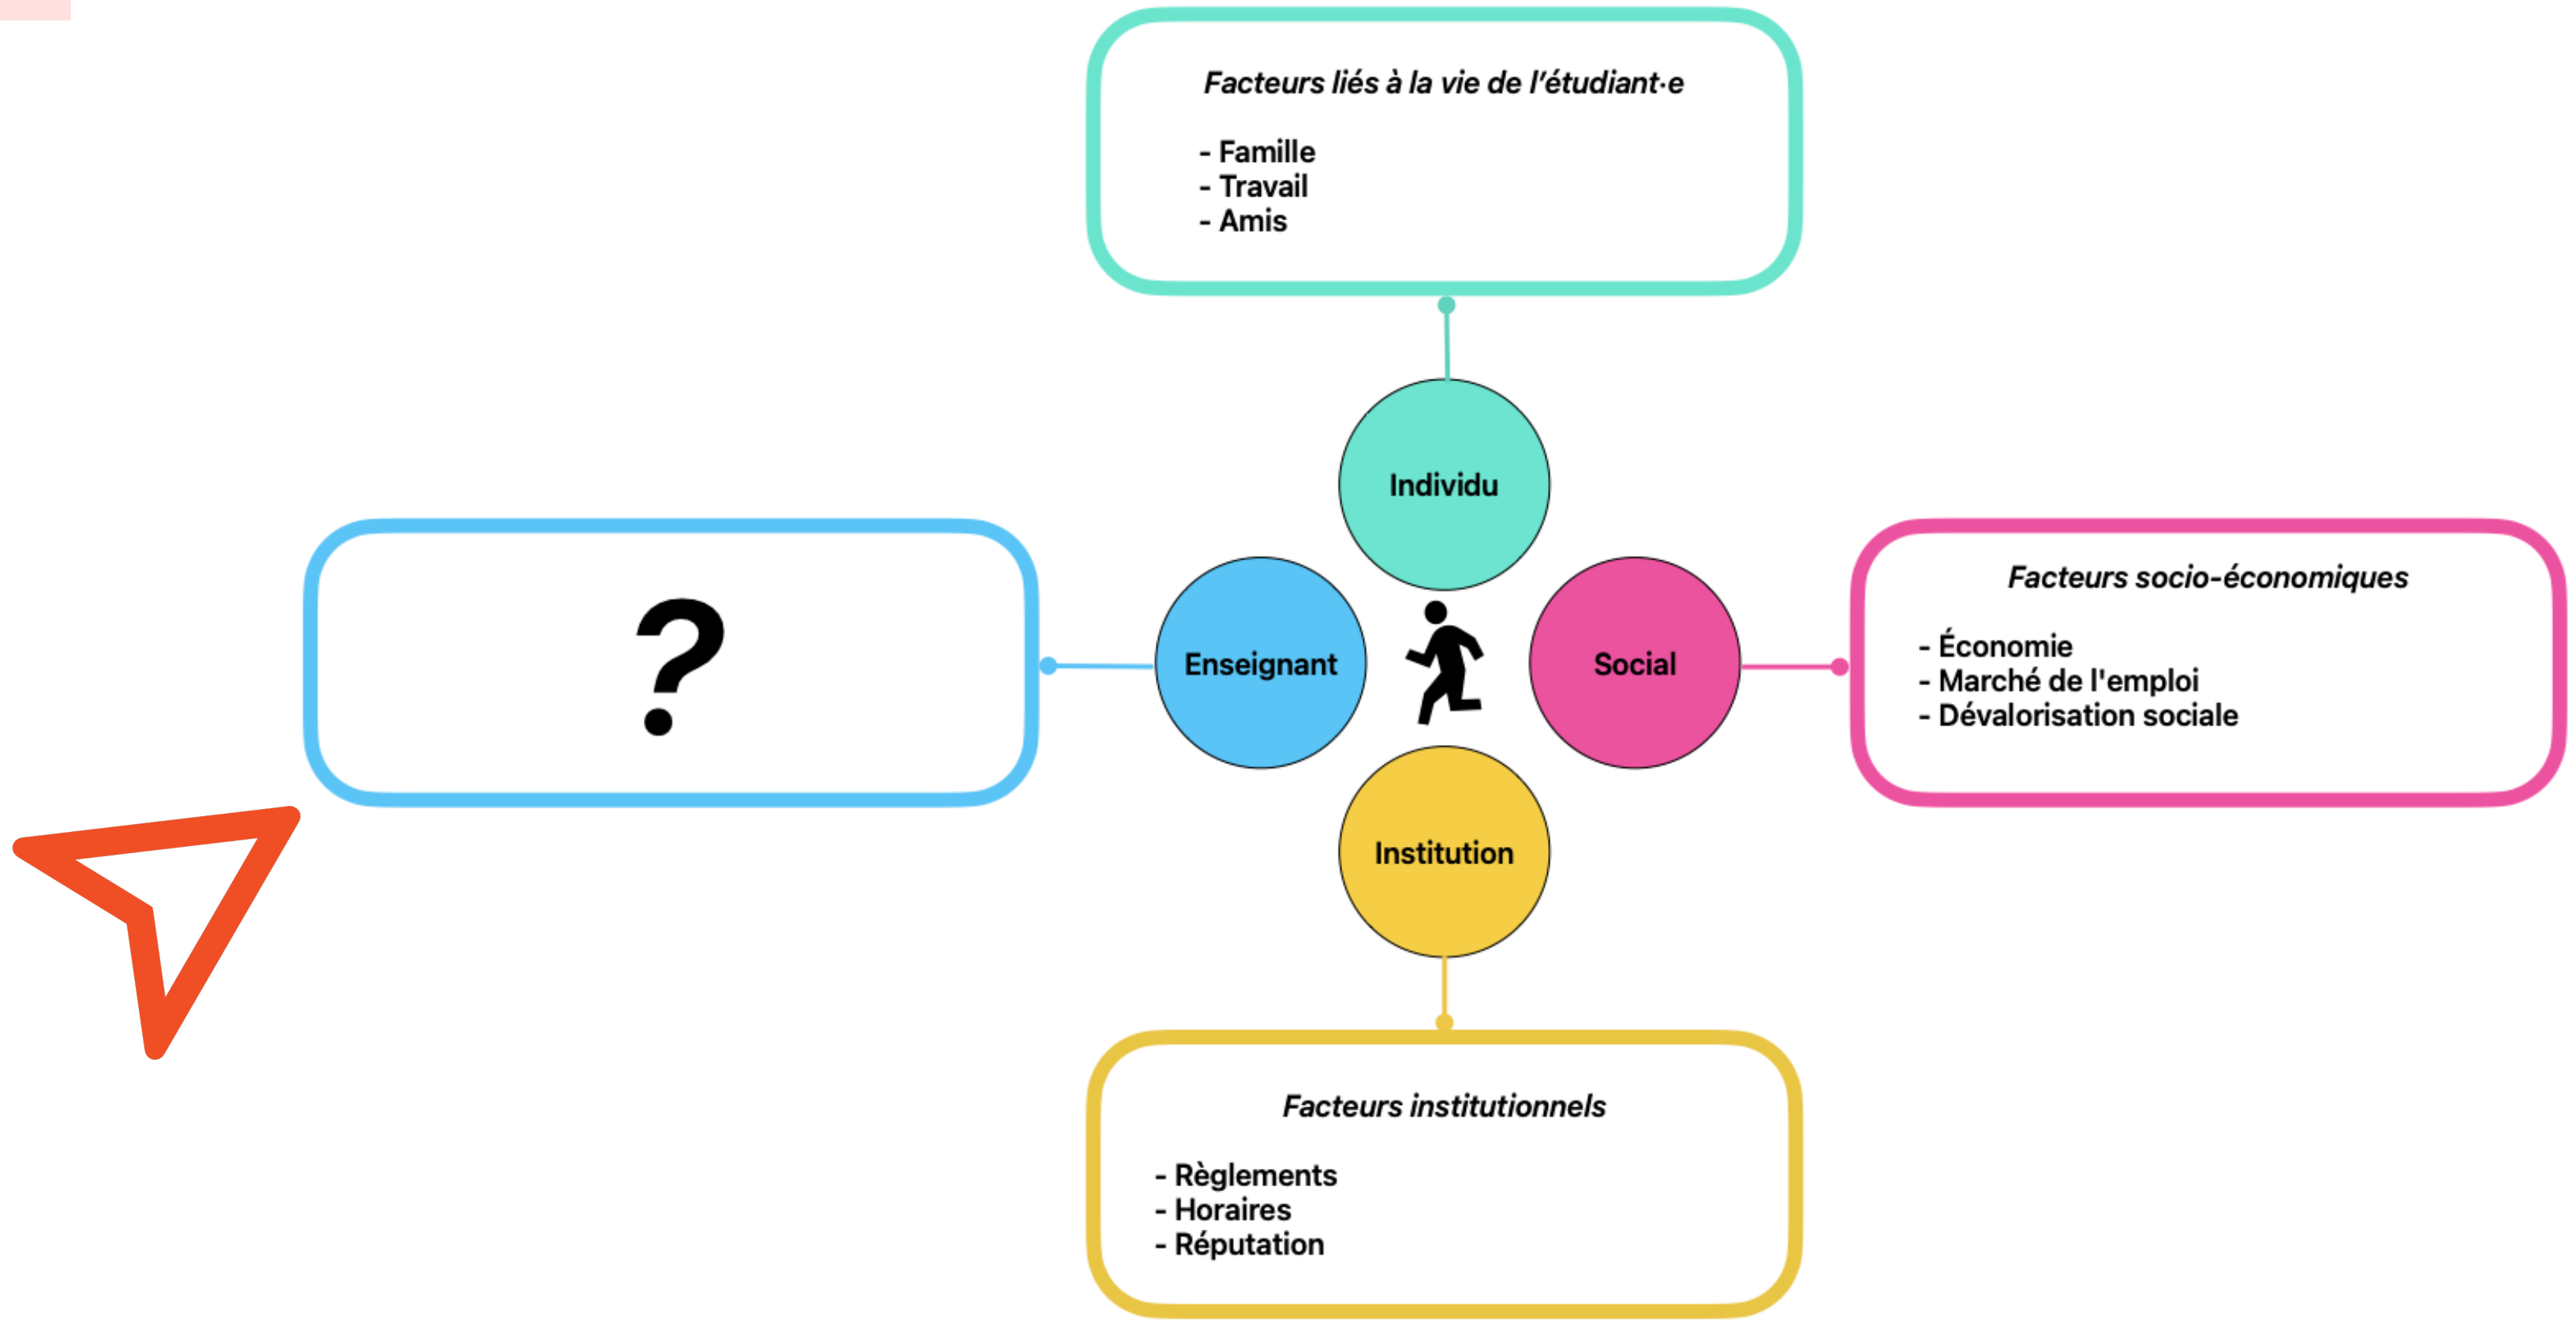 Facteurs liés à la vie de l’étudiant·e
- Famille
- Travail
- Amis
Individu
?
Enseignant
Social
Facteurs socio-économiques
- Économie
- Marché de l'emploi
- Dévalorisation sociale
Institution
Facteurs institutionnels
- Règlements
- Horaires
- Réputation